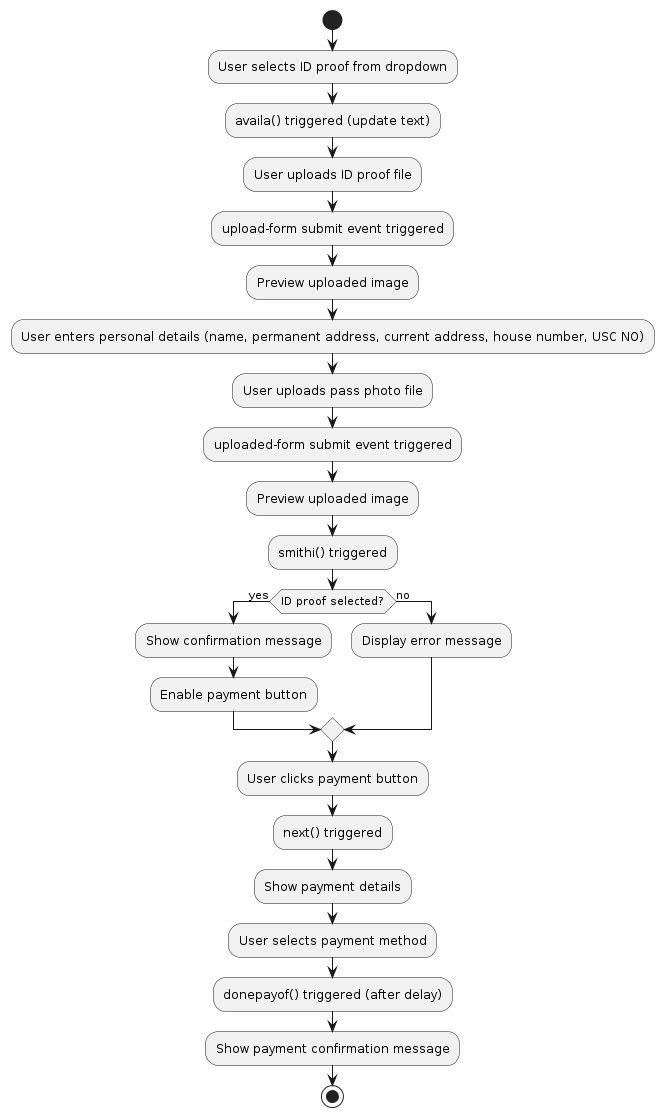 User selects ID proof from dropdown
availa() triggered (update text)
User uploads ID proof file
upload-form submit event triggered
Preview uploaded image
User enters personal details (name, permanent address, current address, house number, USC NO)
User uploads pass photo file
uploaded-form submit event triggered
Preview uploaded image
smithi() triggered
yes
ID proof selected?
no
Show confirmation message
Display error message
Enable payment button
User clicks payment button
next() triggered
Show payment details
User selects payment method
donepayof() triggered (after delay)
Show payment confirmation message